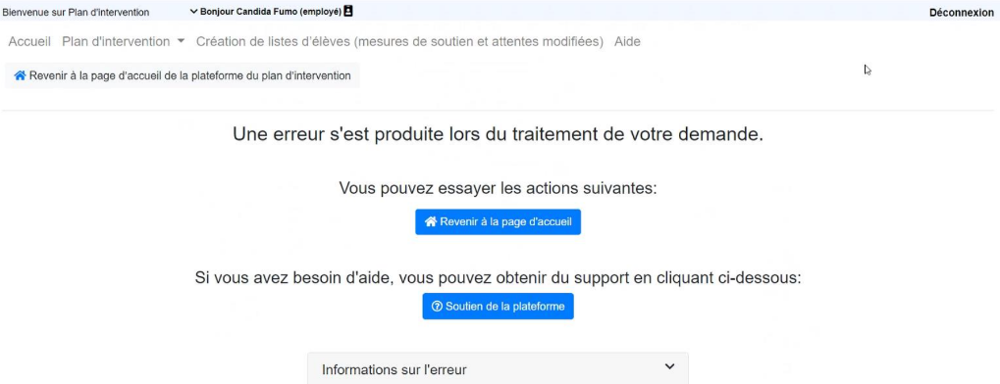 Bienvenue sur Plan d'intervention Bonjour Candida Fumo (employé) Déconnexion
Accueil Plan d'intervention Création de listes d'élèves (mesures de soutien et attentes modifiées) Aide
Revenir à la page d'accueil de la plateforme du plan d'intervention
Une erreur s'est produite lors du traitement de votre demande.
Vous pouvez essayer les actions suivantes:
Revenir à la page d'accueil
Si vous avez besoin d'aide, vous pouvez obtenir du support en cliquant ci-dessous:
Soutien de la plateforme
Informations sur l'erreur